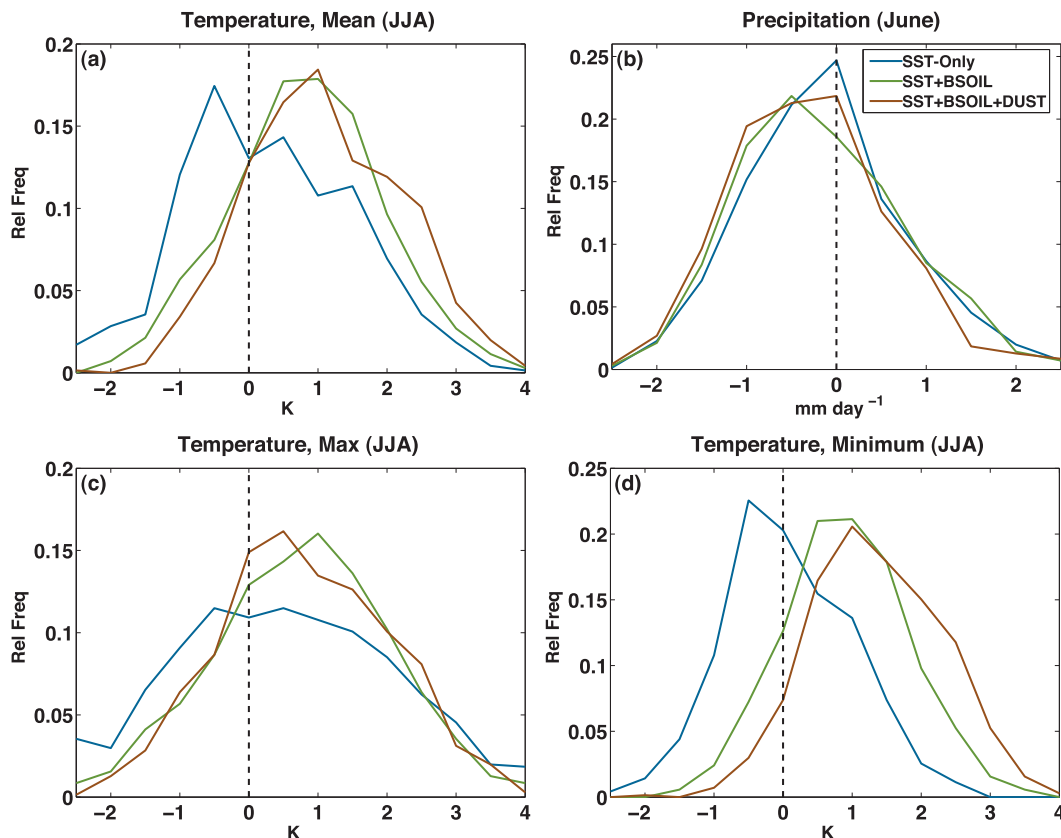 Temperature, Mean (JJA)
(a)
Rel Freq
0.2
0.15
0.1
0.05
0
−2 −1 0 1 2 3 4
K
Precipitation (June)
(b)
SST-Only
SST+BSOIL
SST+BSOIL+DUST
Rel Freq
0.25
0.2
0.15
0.1
0.05
0
−2 −1 0 1 2
mm day −1
Temperature, Max (JJA)
(c)
Rel Freq
0.2
0.15
0.1
0.05
0
−2 −1 0 1 2 3 4
K
Temperature, Minimum (JJA)
(d)
Rel Freq
0.25
0.2
0.15
0.1
0.05
0
−2 −1 0 1 2 3 4
K